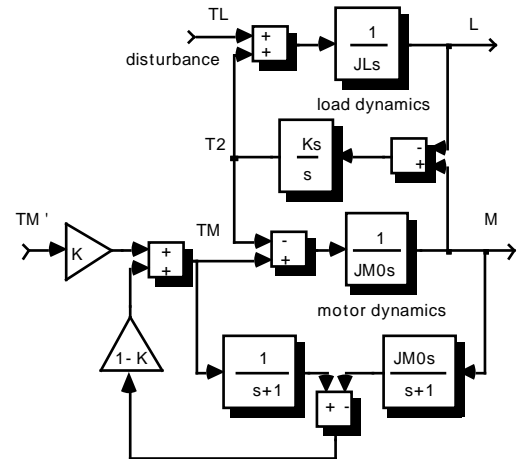 TL
+
+
disturbance
1
JLs
L
load dynamics
T2
Ks
s
-
+
TM '
K
+
+
TM
-
+
1
JM0s
M
motor dynamics
1- K
1
s+1
+ -
JM0s
s+1